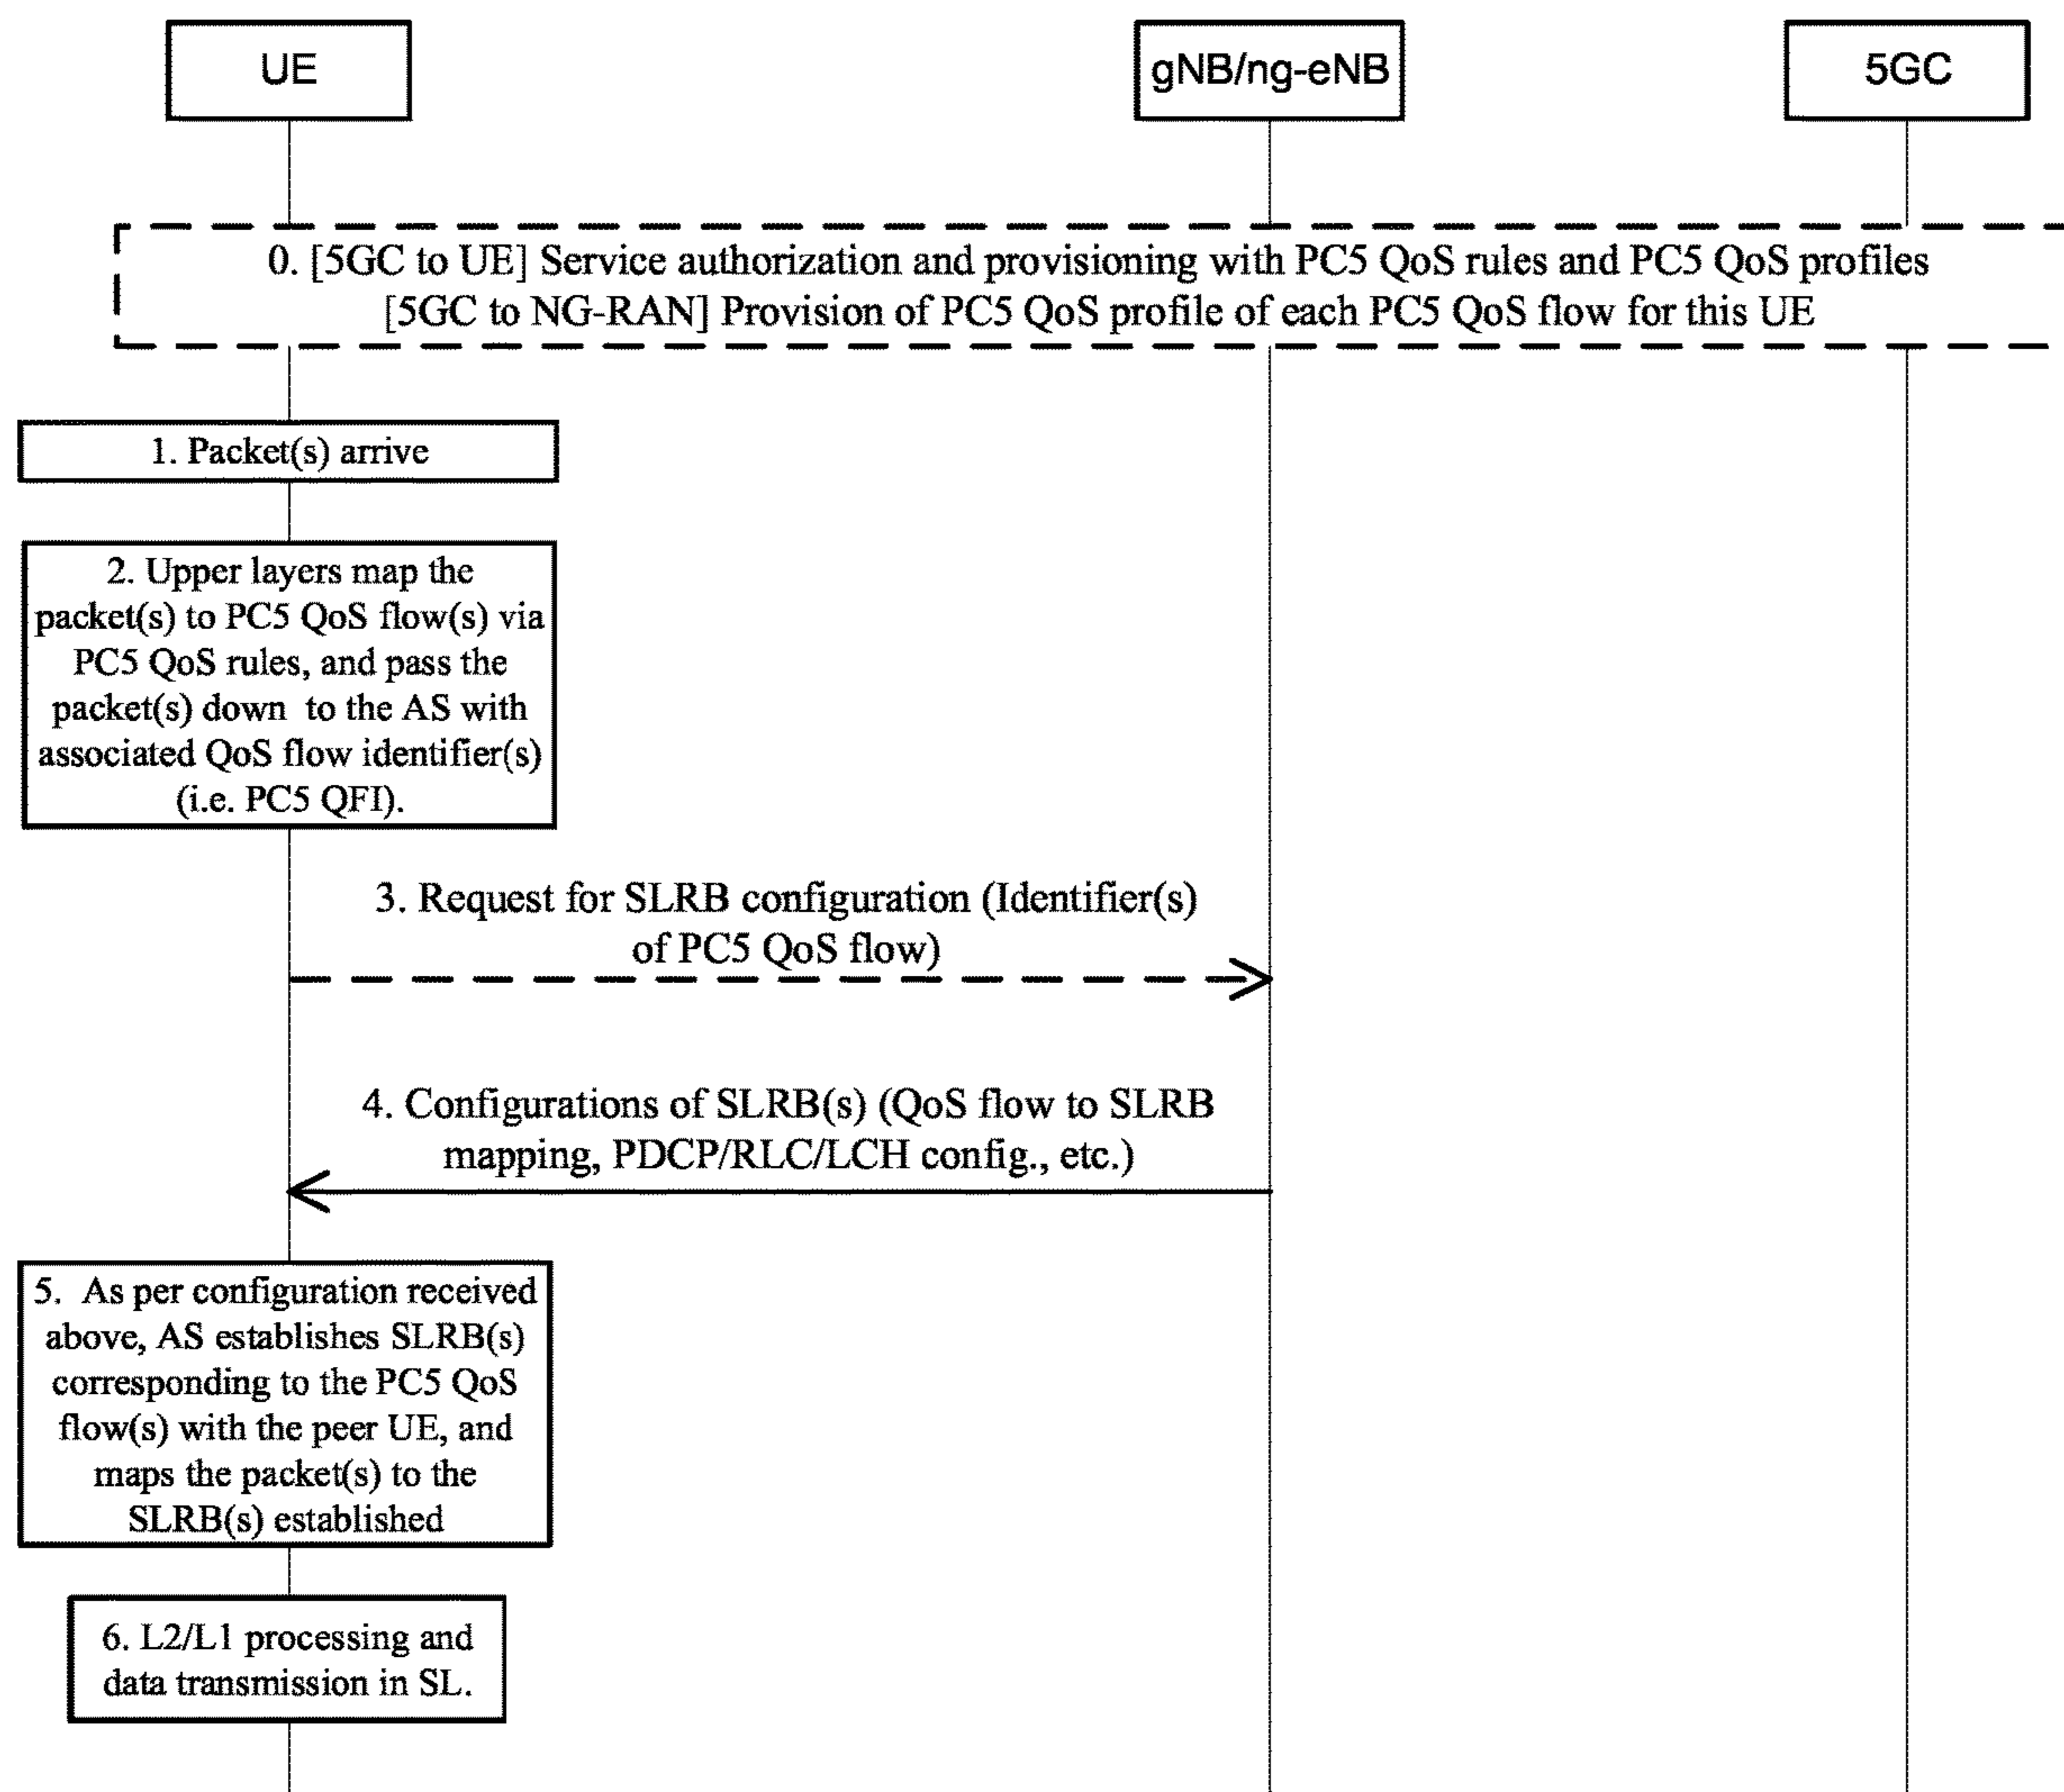 UE
gNB/ng-eNB
5GC
0. [5GC to UE] Service authorization and provisioning with PC5 QoS rules and PC5 QoS profiles
[5GC to NG-RAN] Provision of PC5 QoS profile of each PC5 QoS flow for this UE
1. Packet(s) arrive
2. Upper layers map the
packet(s) to PC5 QoS flow(s) via
PC5 QoS rules, and pass the
packet(s) down to the AS with
associated QoS flow identifier(s)
(i.e. PC5 QFI).
3. Request for SLRB configuration (Identifier(s)
of PC5 QoS flow)
4. Configurations of SLRB(s) (QoS flow to SLRB
mapping, PDCP/RLC/LCH config., etc.)
5. As per configuration received
above, AS establishes SLRB(s)
corresponding to the PC5 QoS
flow(s) with the peer UE, and
maps the packet(s) to the
SLRB(s) established
6. L2/L1 processing and
data transmission in SL.